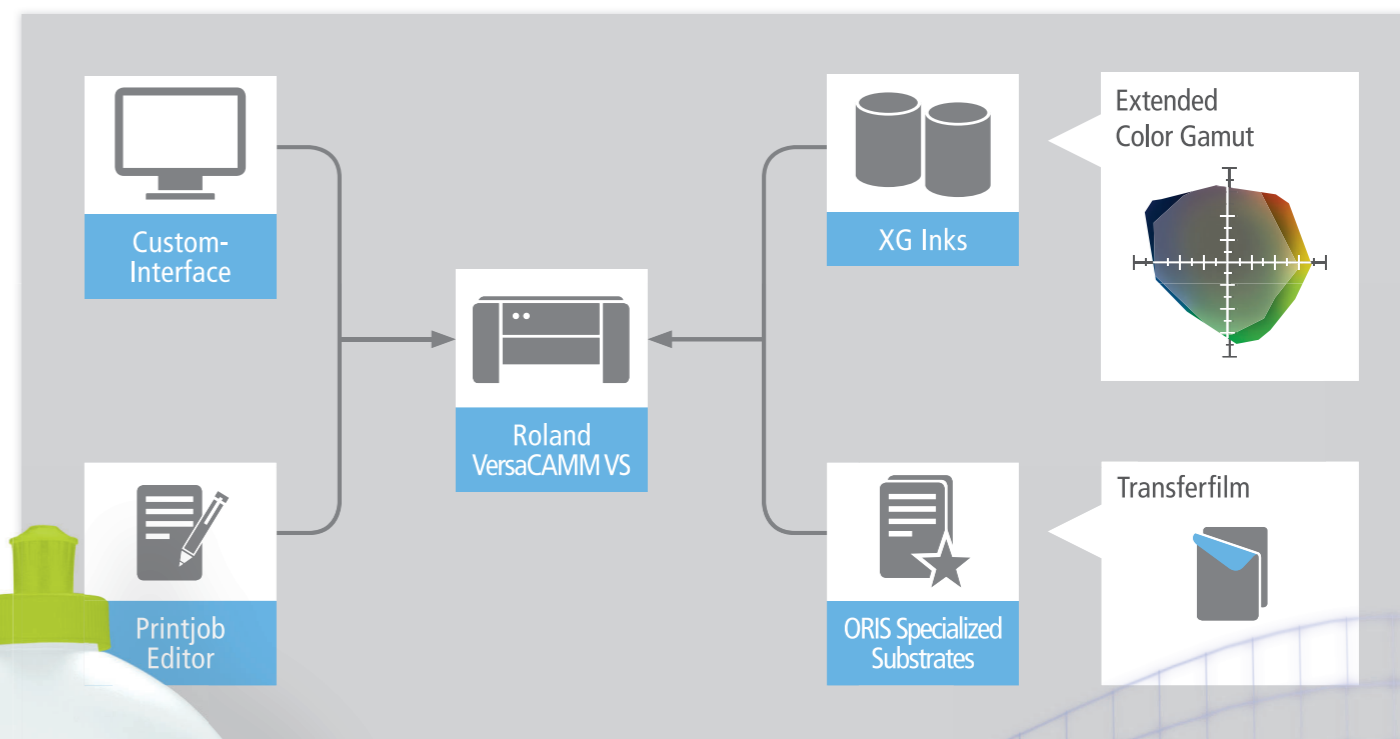 Custom-
Interface
Printjob
Editor
Roland
VersaCAMM VS
XG Inks
ORIS Specialized
Substrates
Extended
Color Gamut
Transferfilm